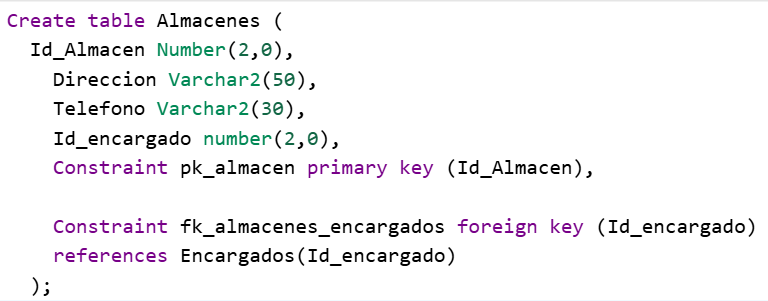 Create table Almacenes (
Id_Almacen Number(2,0),
Direccion Varchar2(50),
Telefono Varchar2(30),
Id_encargado number(2,0),
Constraint pk_almacen primary key (Id_Almacen),
Constraint fk_almacenes_encargados foreign key (Id_encargado)
references Encargados(Id_encargado)
);